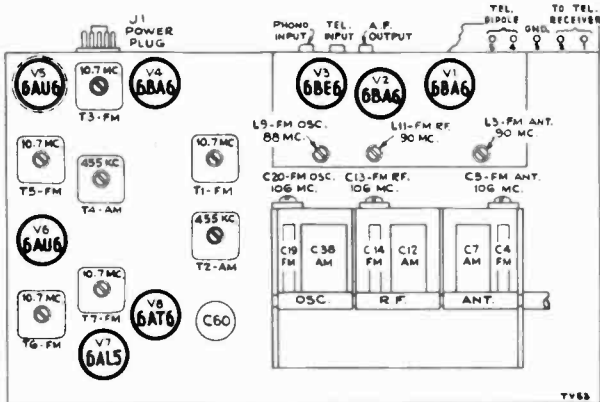 J1
POWER
PLUG
PHONO.
INPUT
TEL.
INPUT
A.F.
OUTPUT
TEL.
DIPOLE
GND.
TO TEL.
RECEIVER
V5
6AU6
10.7 MC.
T3-FM
V4
6BA6
V3
6BE6
V2
6BA6
V1
6BA6
L9-FM OSC.
88 MC.
L11-FM RF.
90 MC.
L5-FM ANT.
90 MC.
10.7 MC.
T5-FM
455 KC
T4-AM
10.7 MC.
T1-FM
C20-FM OSC.
106 MC.
C13-FM RF.
106 MC.
C5-FM ANT.
106 MC.
V6
6AU6
455 KC
T2-AM
C19
FM
C38
AM
C14
FM
C12
AM
C7
AM
C4
FM
OSC.
R.F.
ANT.
10.7 MC.
T6-FM
10.7 MC.
T7-FM
V8
6AT6
C60
V7
6AL5
TV53